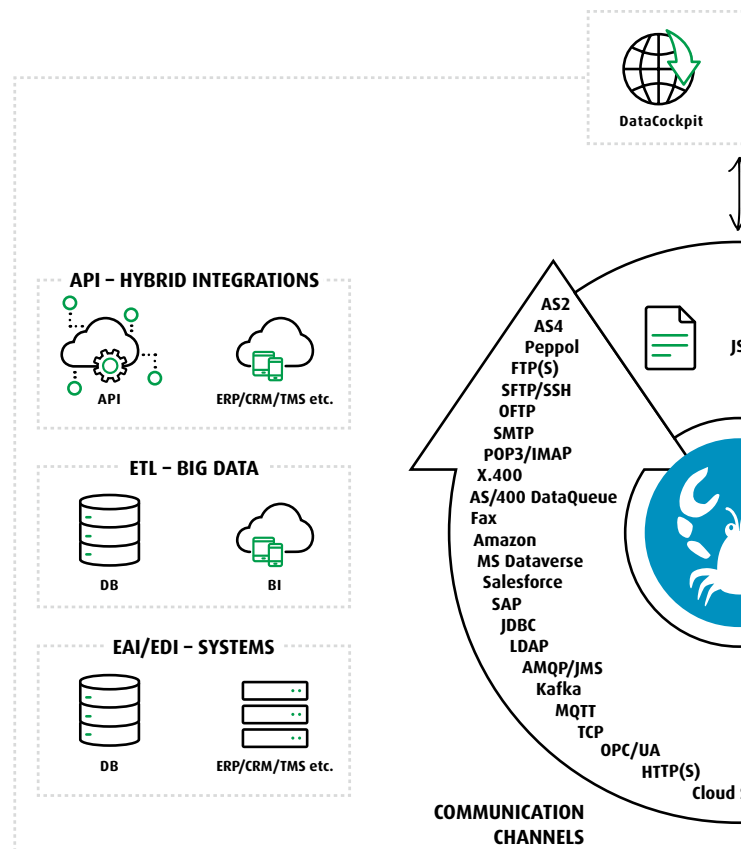 DataCockpit
API – HYBRID INTEGRATIONS
API
ERP/CRM/TMS etc.
ETL – BIG DATA
DB
BI
EAI/EDI – SYSTEMS
DB
ERP/CRM/TMS etc.
AS2
AS4
Peppol
FTP(S)
SFTP/SSH
OFTP
SMTP
POP3/IMAP
X.400
AS/400 DataQueue
Fax
Amazon
MS Dataverse
Salesforce
SAP
JDBC
LDAP
AMQP/JMS
Kafka
MQTT
TCP
OPC/UA
HTTP(S)
Cloud
COMMUNICATION
CHANNELS